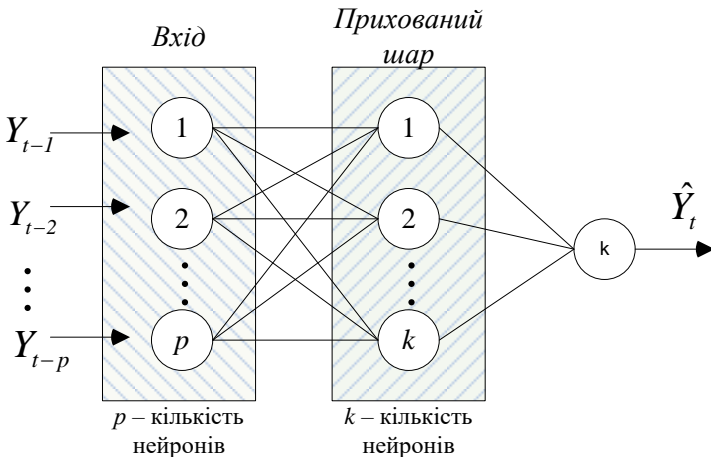 Вхід
Прихований
шар
Y_{t-1}
1
1
Y_{t-2}
2
2
k
Ŷ_t
Y_{t-p}
p
k
p – кількість
нейронів
k – кількість
нейронів